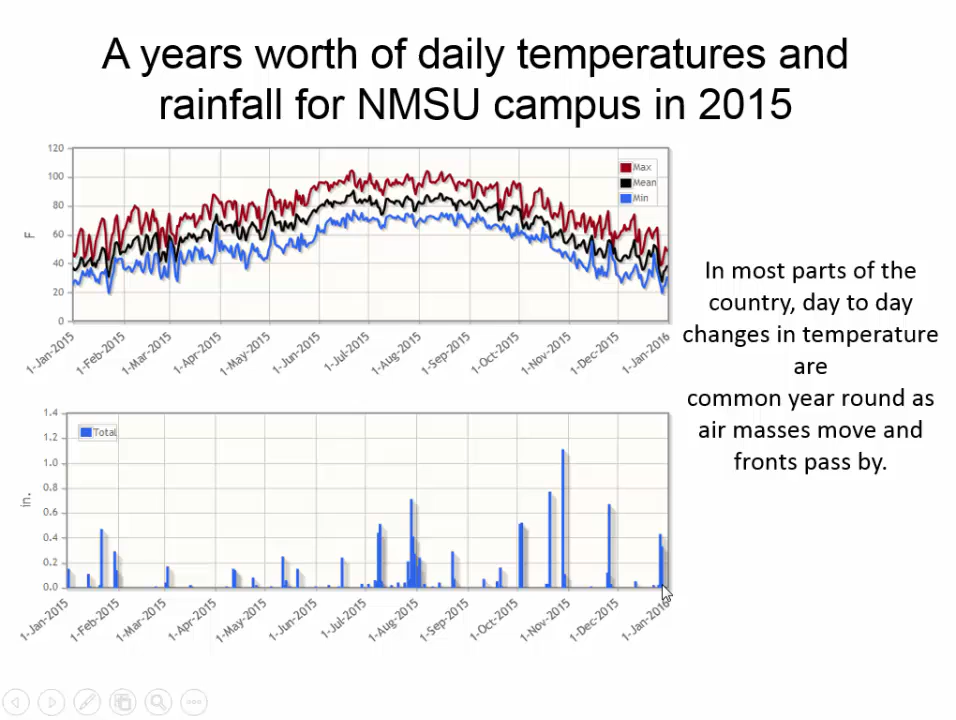 A years worth of daily temperatures and
rainfall for NMSU campus in 2015
120
100
80
60
40
20
0
F
Max
Mean
Min
1-Jan-2015
1-Feb-2015
1-Mar-2015
1-Apr-2015
1-May-2015
1-Jun-2015
1-Jul-2015
1-Aug-2015
1-Sep-2015
1-Oct-2015
1-Nov-2015
1-Dec-2015
1-Jan-2016
In most parts of the
country, day to day
changes in temperature
are
common year round as
air masses move and
fronts pass by.
1.4
1.2
1.0
0.8
0.6
0.4
0.2
0.0
in.
Total
1-Jan-2015
1-Feb-2015
1-Mar-2015
1-Apr-2015
1-May-2015
1-Jun-2015
1-Jul-2015
1-Aug-2015
1-Sep-2015
1-Oct-2015
1-Nov-2015
1-Dec-2015
1-Jan-2016